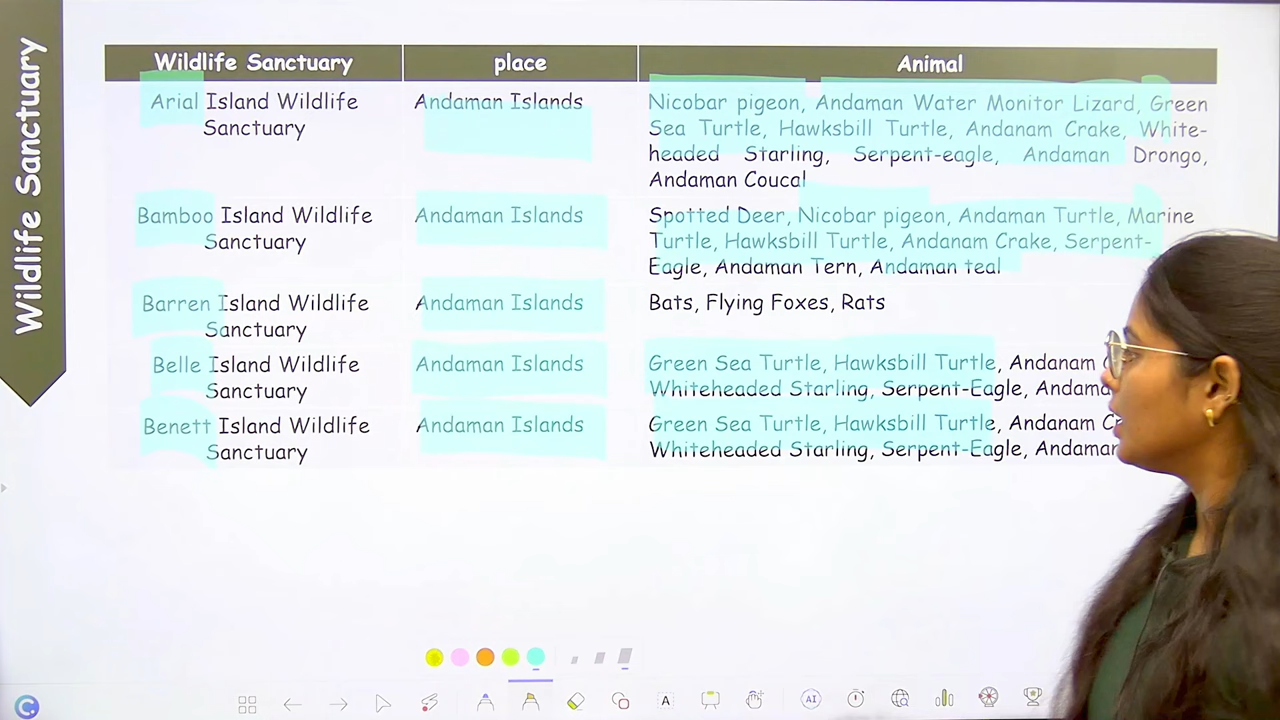 Wildlife Sanctuary
Wildlife Sanctuary place Animal
Arial Island Wildlife
Sanctuary
Andaman Islands
Nicobar pigeon, Andaman Water Monitor Lizard, Green
Sea Turtle, Hawksbill Turtle, Andanam Crake, White-
headed Starling, Serpent-eagle, Andaman Drongo,
Andaman Coucal
Bamboo Island Wildlife
Sanctuary
Andaman Islands
Spotted Deer, Nicobar pigeon, Andaman Turtle, Marine
Turtle, Hawksbill Turtle, Andanam Crake, Serpent-
Eagle, Andaman Tern, Andaman teal
Barren Island Wildlife
Sanctuary
Andaman Islands
Bats, Flying Foxes, Rats
Belle Island Wildlife
Sanctuary
Andaman Islands
Green Sea Turtle, Hawksbill Turtle, Andanam
Whiteheaded Starling, Serpent-Eagle,
Benett Island Wildlife
Sanctuary
Andaman Islands
Green Sea Turtle, Hawksbill Turtle, Andanam
Whiteheaded Starling, Serpent-Eagle, Andaman
A
AI